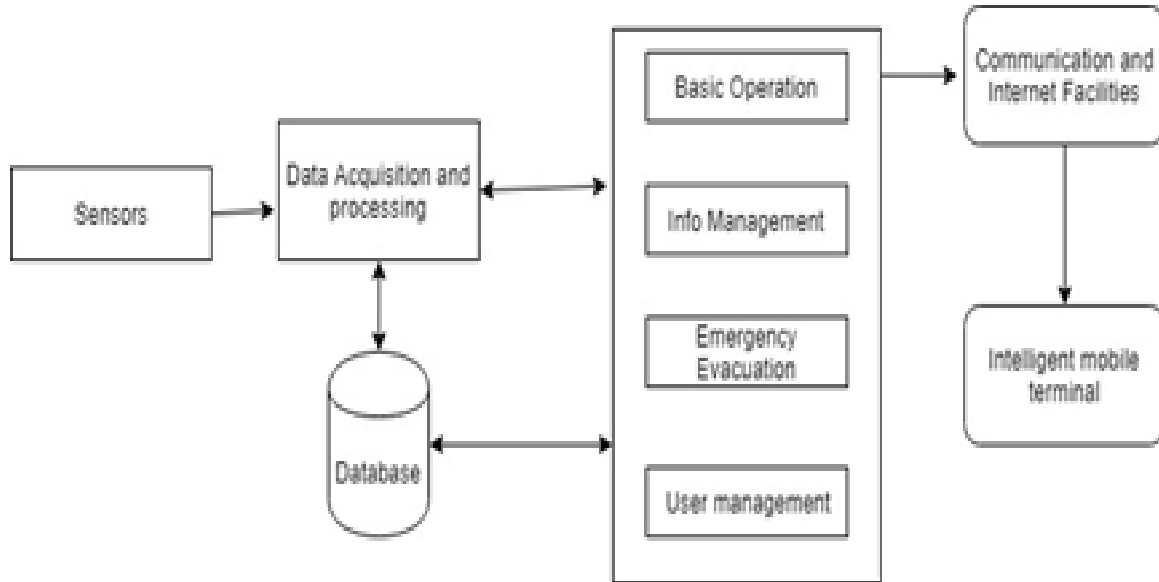 Sensors
Data Acquisition and
processing
Database
Basic Operation
Info Management
Emergency
Evacuation
User management
Communication and
Internet Facilities
Intelligent mobile
terminal